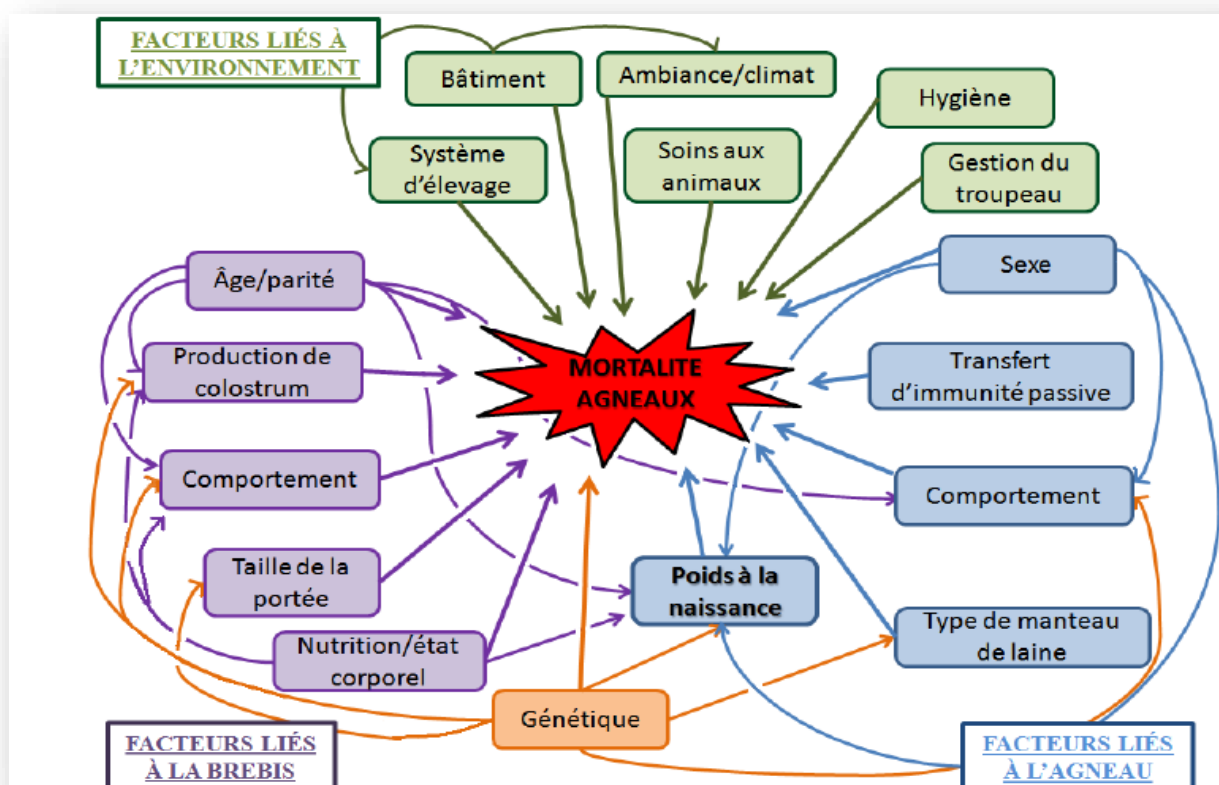 FACTEURS LIÉS À
L'ENVIRONNEMENT
Bâtiment
Ambiance/climat
Hygiène
Système
d'élevage
Soins aux
animaux
Gestion du
troupeau
Âge/parité
Sexe
Production de
colostrum
MORTALITE
AGNEAUX
Transfert
d'immunité passive
Comportement
Comportement
Taille de la
portée
Poids à la
naissance
Type de manteau
de laine
Nutrition/état
corporel
Génétique
FACTEURS LIÉS
À LA BREBIS
FACTEURS LIÉS
À L'AGNEAU